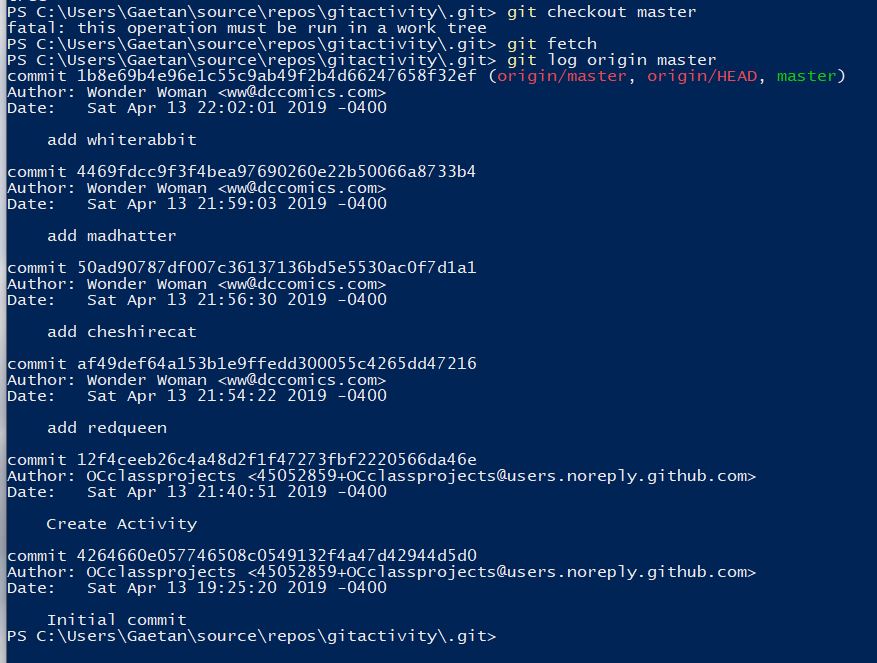 PS C:\Users\Gaetan\source\repos\gitactivity\.git> git checkout master
fatal: this operation must be run in a work tree
PS C:\Users\Gaetan\source\repos\gitactivity\.git> git fetch
PS C:\Users\Gaetan\source\repos\gitactivity\.git> git log origin master
commit 1b8e69b4e96e1c55c9ab49f2b4d66247658f32ef (origin/master, origin/HEAD, master)
Author: Wonder Woman <ww@dccomics.com>
Date:   Sat Apr 13 22:02:01 2019 -0400
    add whiterabbit
commit 4469fdcc9f3f4bea97690260e22b50066a8733b4
Author: Wonder Woman <ww@dccomics.com>
Date:   Sat Apr 13 21:59:03 2019 -0400
    add madhatter
commit 50ad90787df007c36137136bd5e5530ac0f7d1a1
Author: Wonder Woman <ww@dccomics.com>
Date:   Sat Apr 13 21:56:30 2019 -0400
    add cheshirecat
commit af49def64a153b1e9ffedd300055c4265dd47216
Author: Wonder Woman <ww@dccomics.com>
Date:   Sat Apr 13 21:54:22 2019 -0400
    add redqueen
commit 12f4ceeb26c4a48d2f1f47273fbf2220566da46e
Author: OCclassprojects <45052859+OCclassprojects@users.noreply.github.com>
Date:   Sat Apr 13 21:40:51 2019 -0400
    Create Activity
commit 4264660e057746508c0549132f4a47d42944d5d0
Author: OCclassprojects <45052859+OCclassprojects@users.noreply.github.com>
Date:   Sat Apr 13 19:25:20 2019 -0400
    Initial commit
PS C:\Users\Gaetan\source\repos\gitactivity\.git>